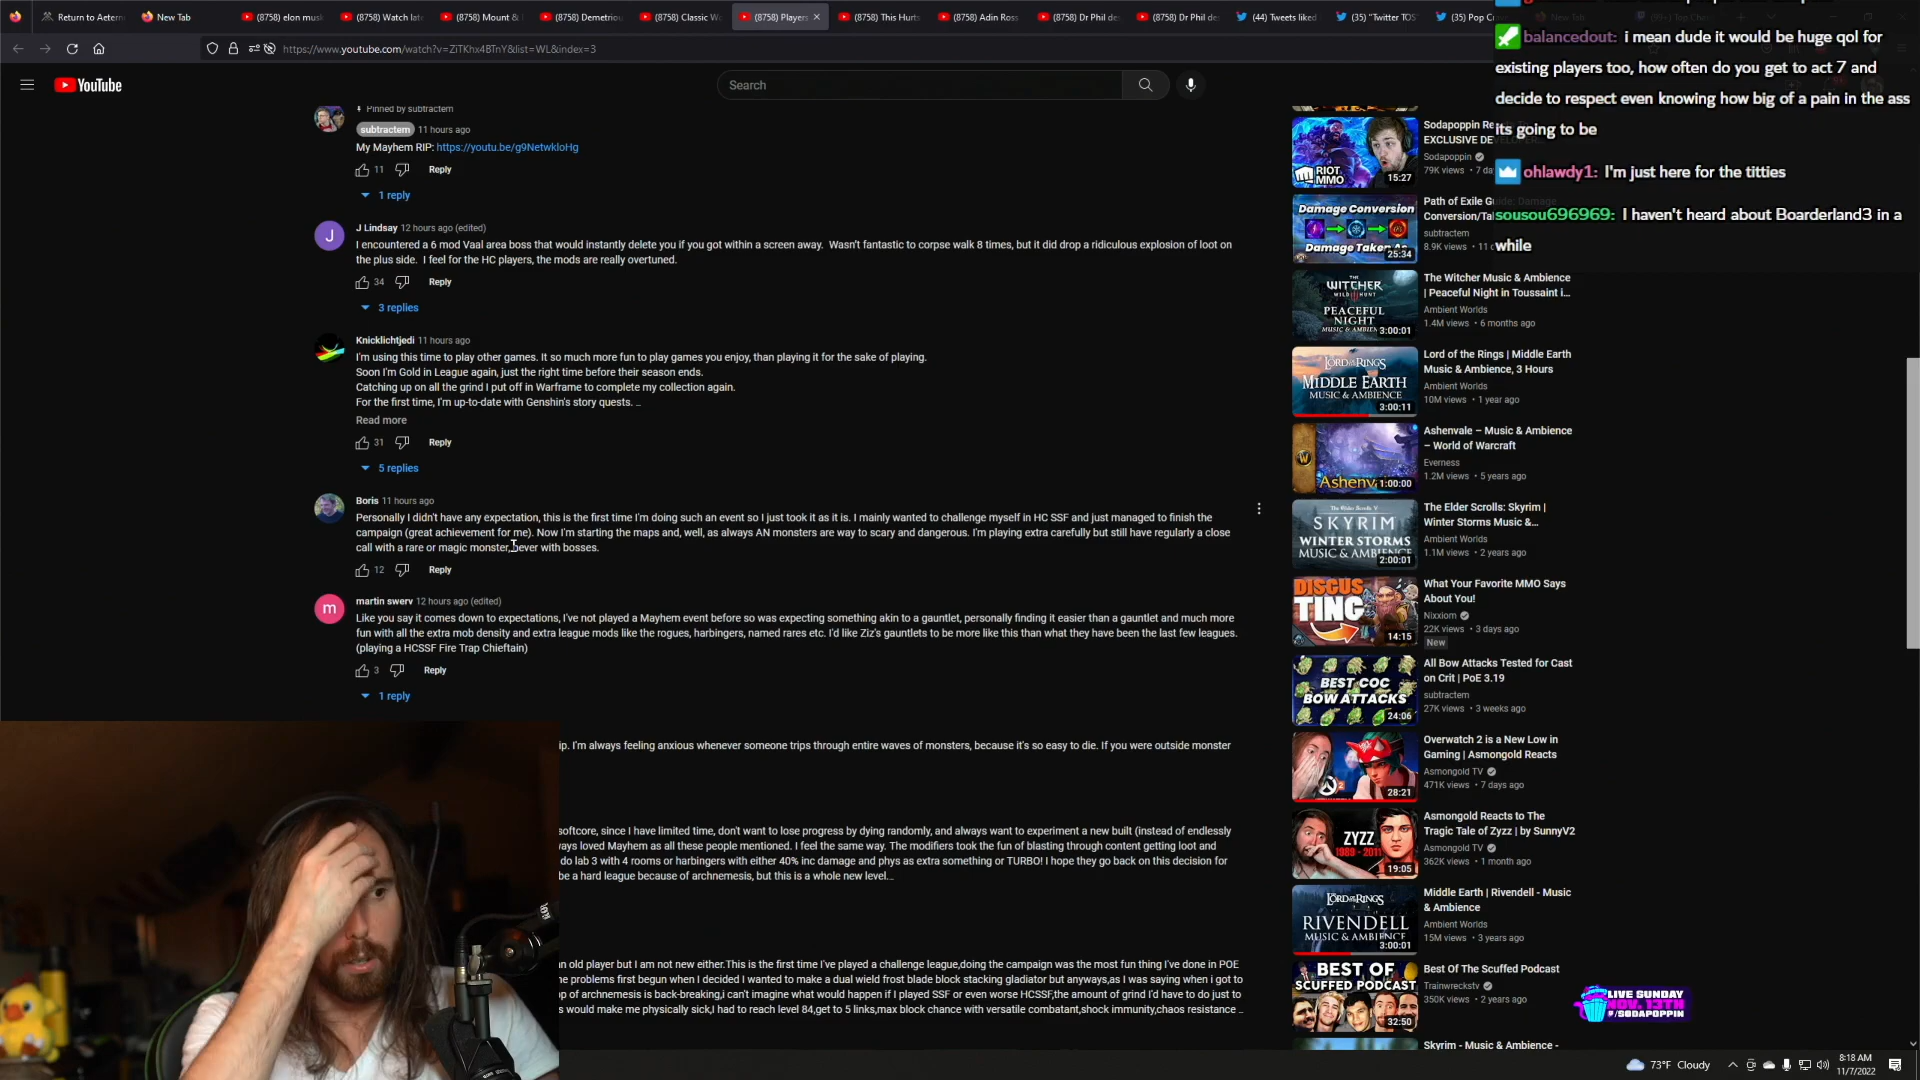 Return to Aetern
New Tab
(8758) elon musk
(8758) Watch late
(8758) Mount &
(8758) Demetriou
(8758) Classic Wo
(8758) Players
(8758) This Hurts
(8758) Adin Ross
(8758) Dr Phil de
(8758) Dr Phil de
(44) Tweets liked
(35) "Twitter TOS"
(35) Pop C
https://www.youtube.com/watch?v=ZiTKhx4BTnY&list=WL&index=3
YouTube
Search
Pinned by subtractem
subtractem 11 hours ago
My Mayhem RIP: https://youtu.be/g9NetwkloHg
11 Reply
1 reply
J
J Lindsay 12 hours ago (edited)
I encountered a 6 mod Vaal area boss that would instantly delete you if you got within a screen away. Wasn't fantastic to corpse walk 8 times, but it did drop a ridiculous explosion of loot on
the plus side. I feel for the HC players, the mods are really overtuned.
34 Reply
3 replies
Knicklichtjedi 11 hours ago
I'm using this time to play other games. It so much more fun to play games you enjoy, than playing it for the sake of playing.
Soon I'm Gold in League again, just the right time before their season ends.
Catching up on all the grind I put off in Warframe to complete my collection again.
For the first time, I'm up-to-date with Genshin's story quests. ...
Read more
31 Reply
5 replies
Boris 11 hours ago
Personally I didn't have any expectation, this is the first time I'm doing such an event so I just took it as it is. I mainly wanted to challenge myself in HC SSF and just managed to finish the
campaign (great achievement for me). Now I'm starting the maps and, well, as always AN monsters are way to scary and dangerous. I'm playing extra carefully but still have regularly a close
call with a rare or magic monster, never with bosses.
12 Reply
m
martin swerv 12 hours ago (edited)
Like you say it comes down to expectations, I've not played a Mayhem event before so was expecting something akin to a gauntlet, personally finding it easier than a gauntlet and much more
fun with all the extra mob density and extra league mods like the rogues, harbingers, named rares etc. I'd like Ziz's gauntlets to be more like this than what they have been the last few leagues.
(playing a HCSSF Fire Trap Chieftain)
3 Reply
1 reply
ip. I'm always feeling anxious whenever someone trips through entire waves of monsters, because it's so easy to die. If you were outside monster
softcore, since I have limited time, don't want to lose progress by dying randomly, and always want to experiment a new built (instead of endlessly
ways loved Mayhem as all these people mentioned. I feel the same way. The modifiers took the fun of blasting through content getting loot and
do lab 3 with 4 rooms or harbingers with either 40% inc damage and phys as extra something or TURBO! I hope they go back on this decision for
be a hard league because of archnemesis, but this is a whole new level...
n old player but I am not new either.This is the first time I've played a challenge league,doing the campaign was the most fun thing I've done in POE
e problems first begun when I decided I wanted to make a dual wield frost blade block stacking gladiator but anyways,as I was saying when i got to
op of archnemesis is back-breaking,i can't imagine what would happen if I played SSF or even worse HCSSF,the amount of grind I'd have to do just to
s would make me physically sick,I had to reach level 84,get to 5 links,max block chance with versatile combatant,shock immunity,chaos resistance ...
RIOT
MMO
15:27
Sodapoppin Re
EXCLUSIVE DE
Sodapoppin
79K views • 7 da
Damage Conversion
Damage Taken As
25:34
Path of Exile Guide: Damage
Conversion/Ta
subtractem
8.9K views • 11
THE
WITCHER
WILD HUNT
PEACEFUL
NIGHT
MUSIC & AMBIEN
3:00:01
The Witcher Music & Ambience
| Peaceful Night in Toussaint i...
Ambient Worlds
1.4M views • 6 months ago
LORD OF THE RINGS
MIDDLE EARTH
MUSIC & AMBIENCE
3:00:11
Lord of the Rings | Middle Earth
Music & Ambience, 3 Hours
Ambient Worlds
10M views • 1 year ago
Ashenv
1:00:00
Ashenvale – Music & Ambience
– World of Warcraft
Everness
1.2M views • 5 years ago
THE ELDER SCROLLS
SKYRIM
WINTER STORMS
MUSIC & AMBIENCE
2:00:01
The Elder Scrolls: Skyrim |
Winter Storms Music &...
Ambient Worlds
1.1M views • 2 years ago
DISGUS
TING
14:15
What Your Favorite MMO Says
About You!
Nixxiom
22K views • 3 days ago
New
BEST COC
BOW ATTACKS
24:06
All Bow Attacks Tested for Cast
on Crit | PoE 3.19
subtractem
27K views • 3 weeks ago
28:21
Overwatch 2 is a New Low in
Gaming | Asmongold Reacts
Asmongold TV
471K views • 7 days ago
ZYZZ
1989 - 2011
19:05
Asmongold Reacts to The
Tragic Tale of Zyzz | by SunnyV2
Asmongold TV
362K views • 1 month ago
LORD OF THE RINGS
RIVENDELL
MUSIC & AMBIENCE
3:00:01
Middle Earth | Rivendell - Music
& Ambience
Ambient Worlds
15M views • 3 years ago
BEST OF
SCUFFED PODCAST
32:50
Best Of The Scuffed Podcast
Trainwreckstv
350K views • 2 years ago
Skyrim - Music & Ambience -
balancedout: i mean dude it would be huge qol for
existing players too, how often do you get to act 7 and
decide to respect even knowing how big of a pain in the ass
its going to be
ohlawdy1: I'm just here for the titties
sousou696969: I haven't heard about Boarderland3 in a
while
LIVE SUNDAY
NOV. 13TH
/SODAPOPPIN
73°F Cloudy
8:18 AM
11/7/2022